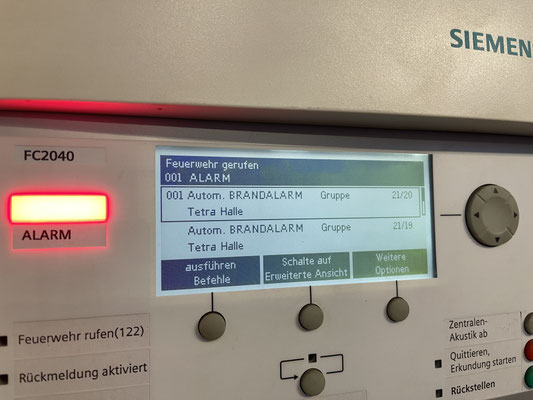 SIEMEN
FC2040
ALARM
Feuerwehr gerufen
001 ALARM
001 Autom. BRANDALARM Gruppe 21/20
Tetra Halle
Autom. BRANDALARM Gruppe 21/19
Tetra Halle
ausführen
Befehle
Schalte auf
Erweiterte Ansicht
Weitere
Optionen
Feuerwehr rufen(122)
Rückmeldung aktiviert
Zentralen-
Akustik ab
Quittieren,
Erkundung starten
Rückstellen